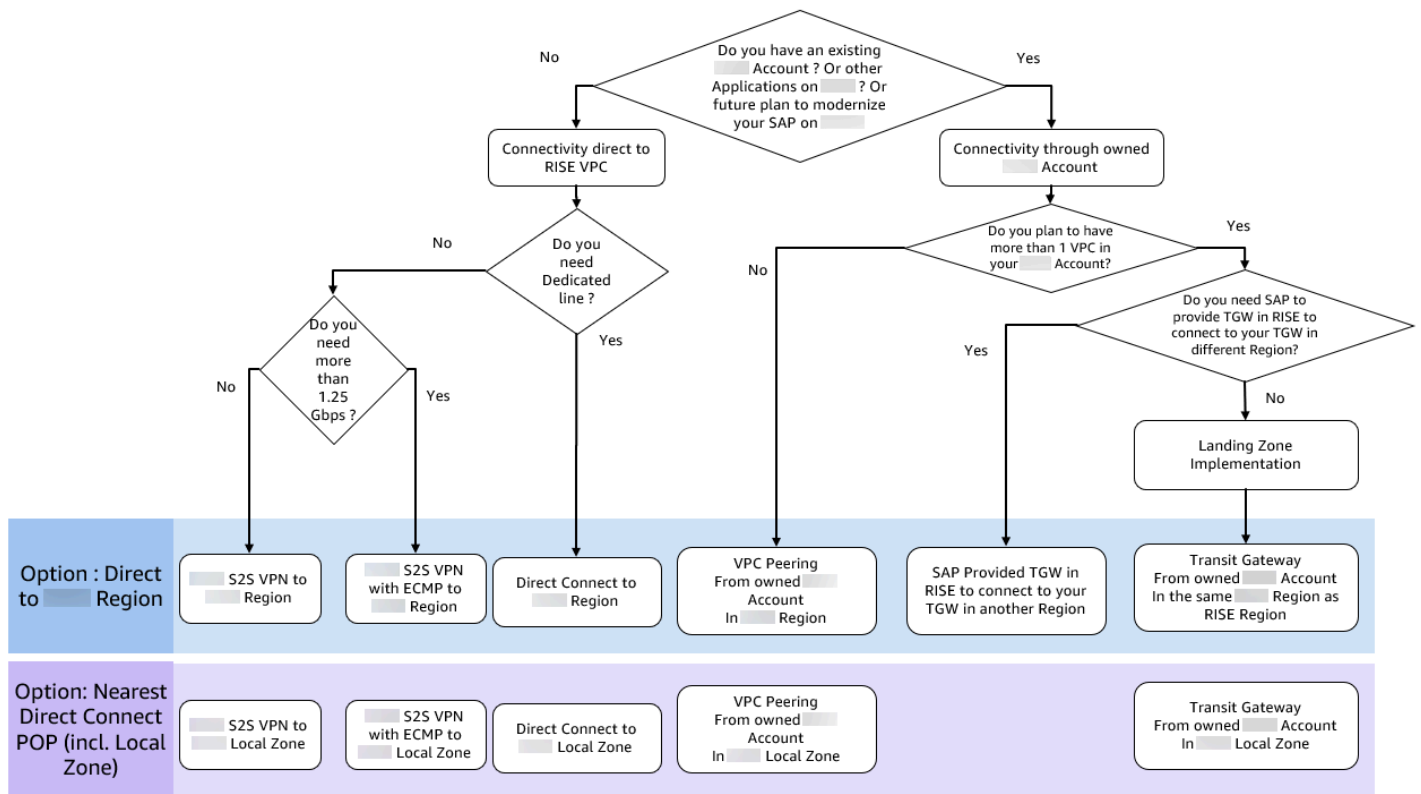 No
Do you have an existing
Account ? Or other
Applications on ? Or
future plan to modernize
your SAP on
Yes
Connectivity direct to
RISE VPC
Connectivity through owned
Account
No
Do you
need
Dedicated
line ?
Do you plan to have
more than 1 VPC in
your Account?
Yes
No
Do you
need
more
than
1.25
Gbps ?
Yes
Do you need SAP to
provide TGW in RISE to
connect to your TGW in
different Region?
Yes
No
Yes
No
Landing Zone
Implementation
Option : Direct
to Region
S2S VPN to
Region
S2S VPN
with ECMP to
Region
Direct Connect to
Region
VPC Peering
From owned
Account
In Region
SAP Provided TGW in
RISE to connect to your
TGW in another Region
Transit Gateway
From owned Account
In the same Region as
RISE Region
Option: Nearest
Direct Connect
POP (incl. Local
Zone)
S2S VPN to
Local Zone
S2S VPN
with ECMP to
Local Zone
Direct Connect to
Local Zone
VPC Peering
From owned
Account
In Local Zone
Transit Gateway
From owned Account
In Local Zone